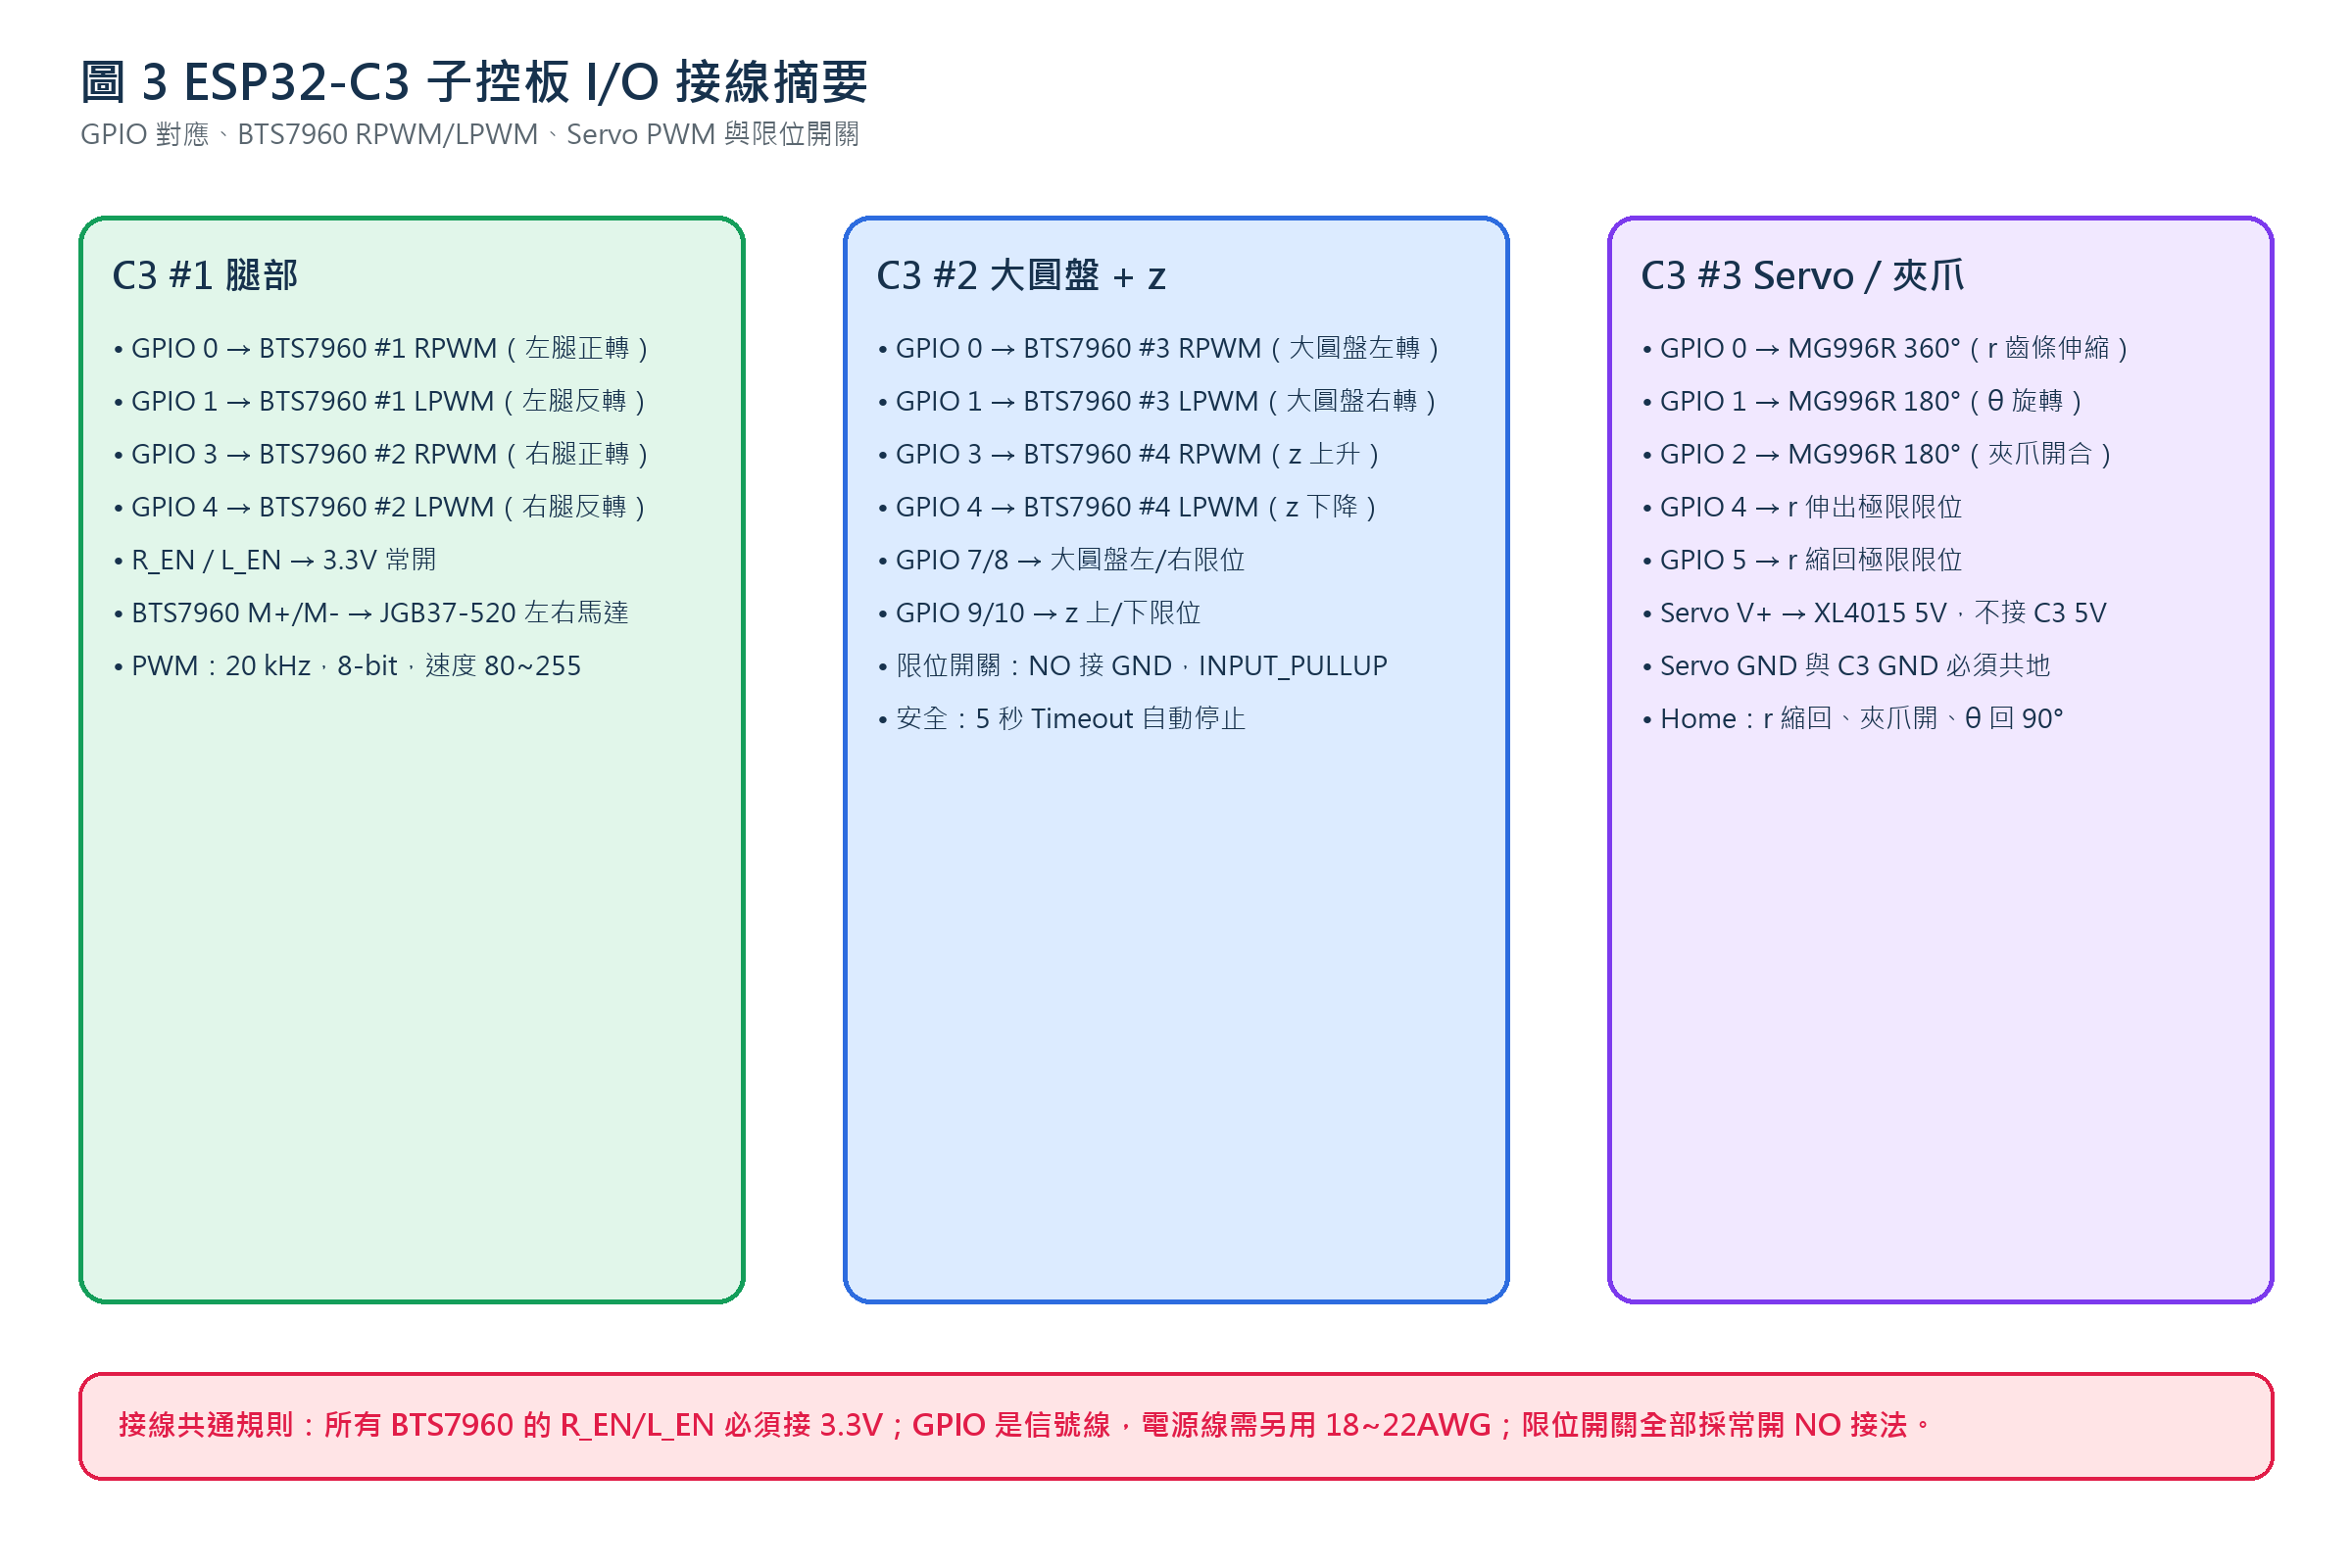 圖 3 ESP32-C3 子控板 I/O 接線摘要
GPIO 對應、BTS7960 RPWM/LPWM、Servo PWM 與限位開關
C3 #1 腿部
• GPIO 0 → BTS7960 #1 RPWM（左腿正轉）
• GPIO 1 → BTS7960 #1 LPWM（左腿反轉）
• GPIO 3 → BTS7960 #2 RPWM（右腿正轉）
• GPIO 4 → BTS7960 #2 LPWM（右腿反轉）
• R_EN / L_EN → 3.3V 常開
• BTS7960 M+/M- → JGB37-520 左右馬達
• PWM：20 kHz，8-bit，速度 80~255
C3 #2 大圓盤 + z
• GPIO 0 → BTS7960 #3 RPWM（大圓盤左轉）
• GPIO 1 → BTS7960 #3 LPWM（大圓盤右轉）
• GPIO 3 → BTS7960 #4 RPWM（z 上升）
• GPIO 4 → BTS7960 #4 LPWM（z 下降）
• GPIO 7/8 → 大圓盤左/右限位
• GPIO 9/10 → z 上/下限位
• 限位開關：NO 接 GND，INPUT_PULLUP
• 安全：5 秒 Timeout 自動停止
C3 #3 Servo / 夾爪
• GPIO 0 → MG996R 360°（r 齒條伸縮）
• GPIO 1 → MG996R 180°（θ 旋轉）
• GPIO 2 → MG996R 180°（夾爪開合）
• GPIO 4 → r 伸出極限限位
• GPIO 5 → r 縮回極限限位
• Servo V+ → XL4015 5V，不接 C3 5V
• Servo GND 與 C3 GND 必須共地
• Home：r 縮回、夾爪開、θ 回 90°
接線共通規則：所有 BTS7960 的 R_EN/L_EN 必須接 3.3V；GPIO 是信號線，電源線需另用 18~22AWG；限位開關全部採常開 NO 接法。